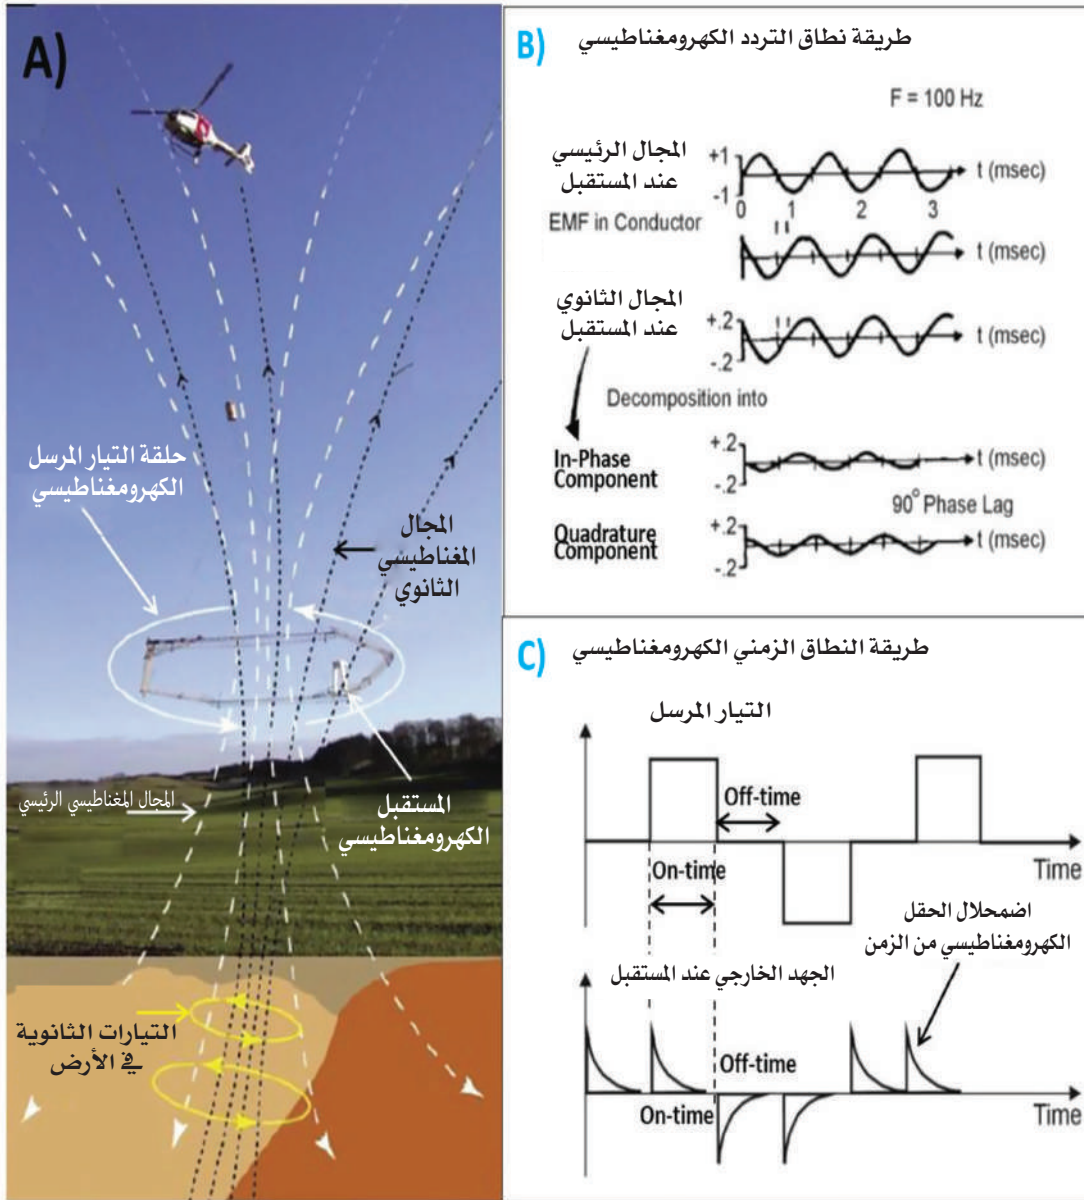 A)
حلقة التيار المرسل
الكهرومغناطيسي
المجال
المغناطيسي
الثانوي
المجال المغناطيسي الرئيسي
المستقبل
الكهرومغناطيسي
التيارات الثانوية
في الأرض
B) طريقة نطاق التردد الكهرومغناطيسي
F = 100 Hz
المجال الرئيسي
عند المستقبل
+1
-1
t (msec)
0 1 2 3
EMF in Conductor
t (msec)
المجال الثانوي
عند المستقبل
+.2
-.2
t (msec)
Decomposition into
In-Phase
Component
+.2
-.2
t (msec)
90° Phase Lag
Quadrature
Component
+.2
-.2
t (msec)
C) طريقة النطاق الزمني الكهرومغناطيسي
التيار المرسل
Off-time
On-time
Time
اضمحلال الحقل
الكهرومغناطيسي من الزمن
الجهد الخارجي عند المستقبل
Off-time
On-time
Time